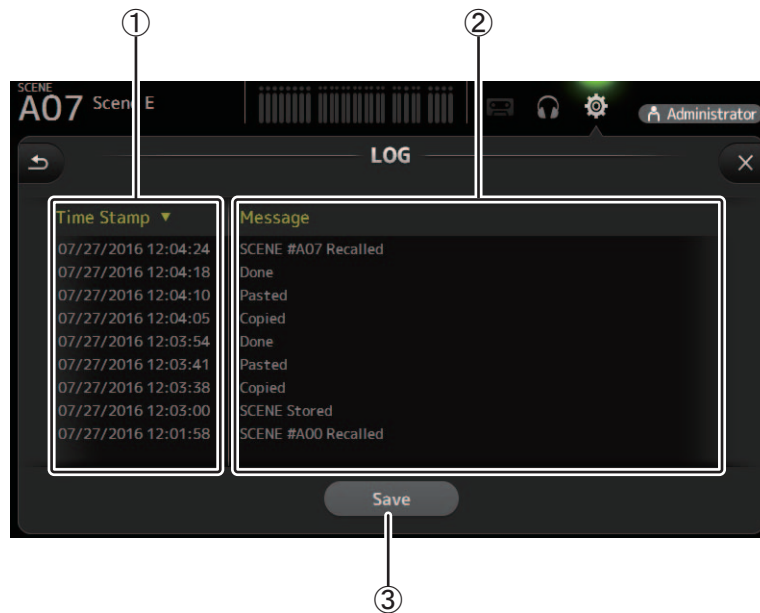 ① ②
SCENE
A07 Scene E
Administrator
LOG
Time Stamp ▼ Message
07/27/2016 12:04:24 SCENE #A07 Recalled
07/27/2016 12:04:18 Done
07/27/2016 12:04:10 Pasted
07/27/2016 12:04:05 Copied
07/27/2016 12:03:54 Done
07/27/2016 12:03:41 Pasted
07/27/2016 12:03:38 Copied
07/27/2016 12:03:00 SCENE Stored
07/27/2016 12:01:58 SCENE #A00 Recalled
Save
③